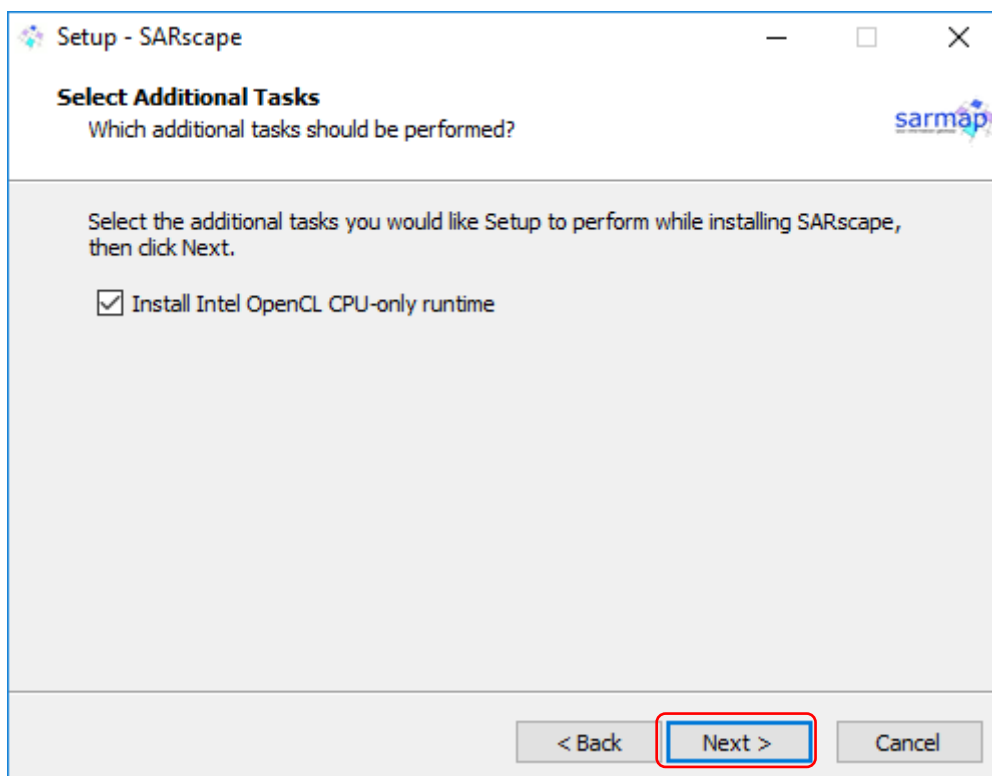 Setup - SARscape
Select Additional Tasks
Which additional tasks should be performed?
sarmap
Select the additional tasks you would like Setup to perform while installing SARscape,
then click Next.
Install Intel OpenCL CPU-only runtime
< Back
Next >
Cancel